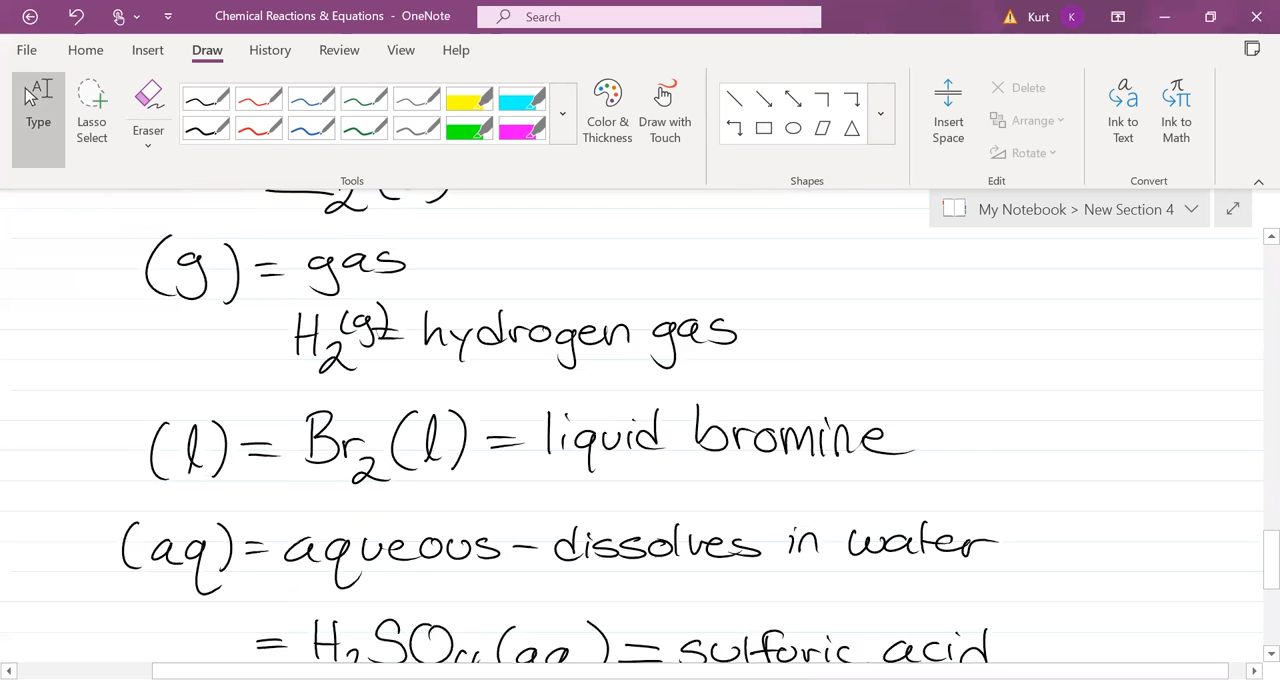 Chemical Reactions & Equations - OneNote
Search
Kurt K
File Home Insert Draw History Review View Help
Type
Lasso Select
Eraser
Color & Thickness
Draw with Touch
Insert Space
Delete
Arrange
Rotate
Ink to Text
Ink to Math
Tools Shapes Edit Convert
My Notebook > New Section 4
2
(g) = gas
H₂(g) = hydrogen gas
(l) = Br₂(l) = liquid bromine
(aq) = aqueous - dissolves in water
= H₂SO₄(aq) = sulfuric acid